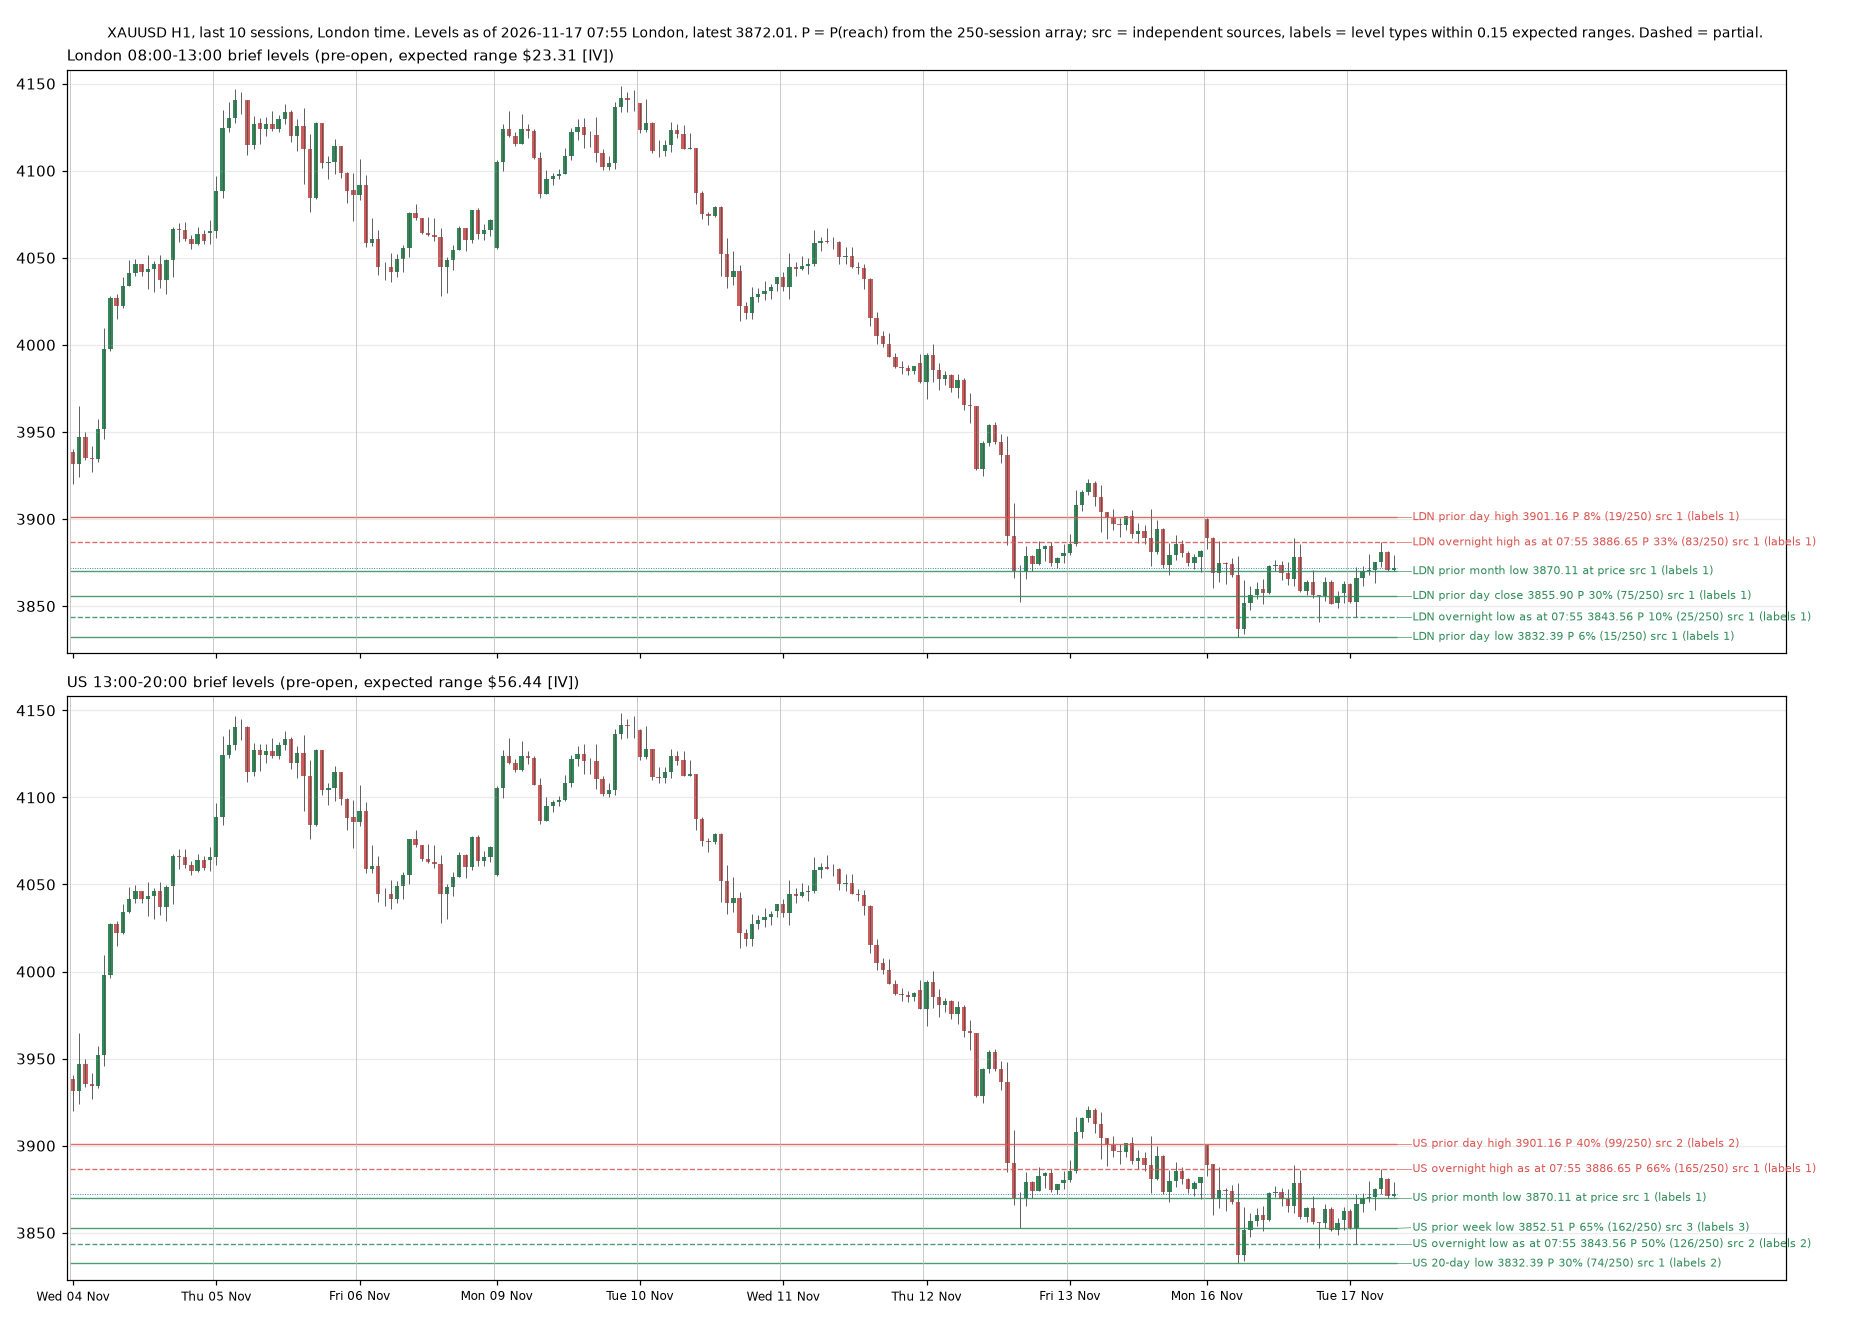 XAUUSD H1, last 10 sessions, London time. Levels as of 2026-11-17 07:55 London, latest 3872.01. P = P(reach) from the 250-session array; src = independent sources, labels = level types within 0.15 expected ranges. Dashed = partial.
London 08:00-13:00 brief levels (pre-open, expected range $23.31 [IV])
4150
4100
4050
4000
3950
3900
3850
LDN prior day high 3901.16 P 8% (19/250) src 1 (labels 1)
LDN overnight high as at 07:55 3886.65 P 33% (83/250) src 1 (labels 1)
LDN prior month low 3870.11 at price src 1 (labels 1)
LDN prior day close 3855.90 P 30% (75/250) src 1 (labels 1)
LDN overnight low as at 07:55 3843.56 P 10% (25/250) src 1 (labels 1)
LDN prior day low 3832.39 P 6% (15/250) src 1 (labels 1)
US 13:00-20:00 brief levels (pre-open, expected range $56.44 [IV])
4150
4100
4050
4000
3950
3900
3850
US prior day high 3901.16 P 40% (99/250) src 2 (labels 2)
US overnight high as at 07:55 3886.65 P 66% (165/250) src 1 (labels 1)
US prior month low 3870.11 at price src 1 (labels 1)
US prior week low 3852.51 P 65% (162/250) src 3 (labels 3)
US overnight low as at 07:55 3843.56 P 50% (126/250) src 2 (labels 2)
US 20-day low 3832.39 P 30% (74/250) src 1 (labels 2)
Wed 04 Nov
Thu 05 Nov
Fri 06 Nov
Mon 09 Nov
Tue 10 Nov
Wed 11 Nov
Thu 12 Nov
Fri 13 Nov
Mon 16 Nov
Tue 17 Nov